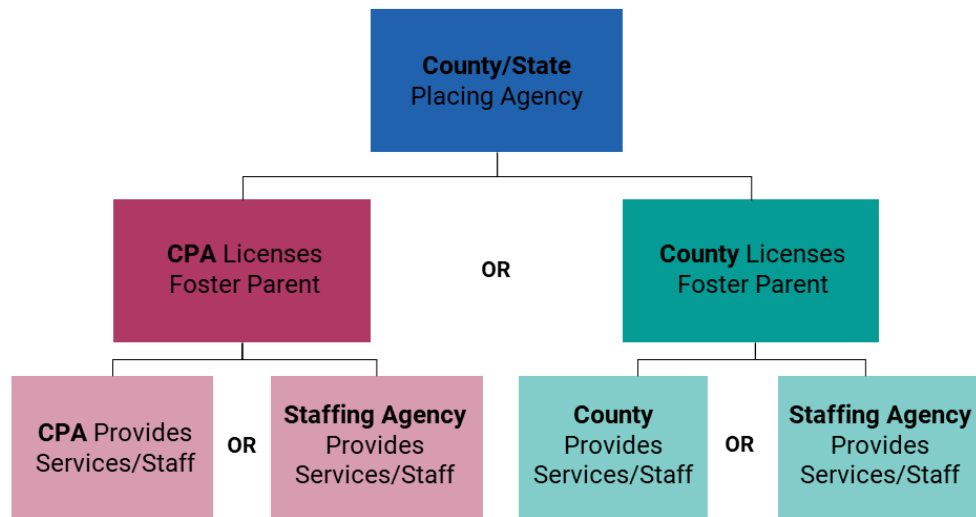 County/State
Placing Agency
CPA Licenses
Foster Parent
OR
County Licenses
Foster Parent
CPA Provides
Services/Staff
OR
Staffing Agency
Provides
Services/Staff
County
Provides
Services/Staff
OR
Staffing Agency
Provides
Services/Staff